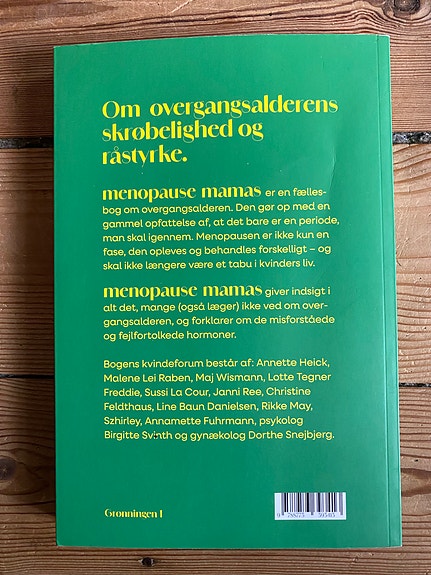 Om overgangsalderens
skrøbelighed og
råstyrke.
menopause mamas er en fælles-
bog om overgangsalderen. Den gør op med en
gammel opfattelse af, at det bare er en periode,
man skal igennem. Menopausen er ikke kun en
fase, den opleves og behandles forskelligt – og
skal ikke længere være et tabu i kvinders liv.
menopause mamas giver indsigt i
alt det, mange (også læger) ikke ved om over-
gangsalderen, og forklarer om de misforståede
og fejlfortolkede hormoner.
Bogens kvindeforum består af: Annette Heick,
Malene Lei Raben, Maj Wismann, Lotte Tegner
Freddie, Sussi La Cour, Janni Ree, Christine
Feldthaus, Line Baun Danielsen, Rikke May,
Szhirley, Annamette Fuhrmann, psykolog
Birgitte Svinth og gynækolog Dorthe Snejbjerg.
Grønningen 1